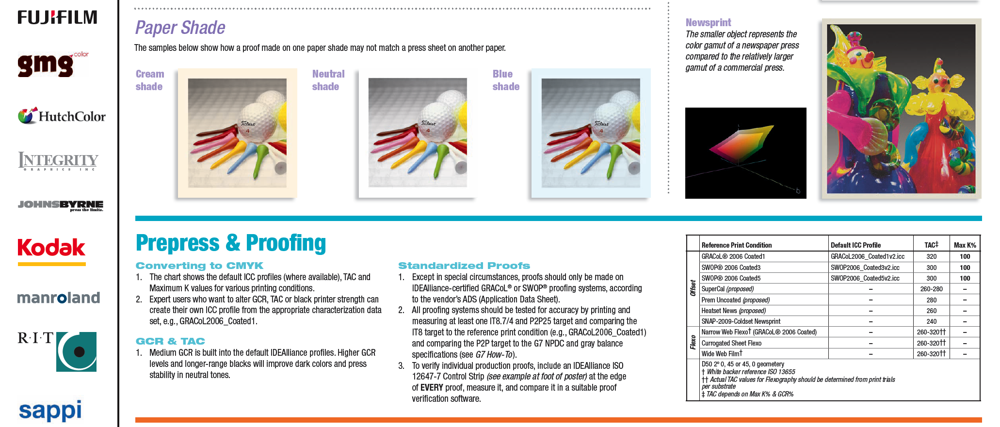 FUJIFILM
gmg color
HutchColor
INTEGRITY
GRAPHICS INC
JOHNSBYRNE
press the limits.
Kodak
manroland
R·I·T
sappi
Paper Shade
The samples below show how a proof made on one paper shade may not match a press sheet on another paper.
Cream
shade
Titleist
4
Neutral
shade
Titleist
4
Blue
shade
Titleist
4
Newsprint
The smaller object represents the
color gamut of a newspaper press
compared to the relatively larger
gamut of a commercial press.
L
b
Prepress & Proofing
Converting to CMYK
1. The chart shows the default ICC profiles (where available), TAC and
Maximum K values for various printing conditions.
2. Expert users who want to alter GCR, TAC or black printer strength can
create their own ICC profile from the appropriate characterization data
set, e.g., GRACoL2006_Coated1.
GCR & TAC
1. Medium GCR is built into the default IDEAlliance profiles. Higher GCR
levels and longer-range blacks will improve dark colors and press
stability in neutral tones.
Standardized Proofs
1. Except in special circumstances, proofs should only be made on
IDEAlliance-certified GRACoL® or SWOP® proofing systems, according
to the vendor's ADS (Application Data Sheet).
2. All proofing systems should be tested for accuracy by printing and
measuring at least one IT8.7/4 and P2P25 target and comparing the
IT8 target to the reference print condition (e.g., GRACoL2006_Coated1)
and comparing the P2P target to the G7 NPDC and gray balance
specifications (see G7 How-To).
3. To verify individual production proofs, include an IDEAlliance ISO
12647-7 Control Strip (see example at foot of poster) at the edge
of EVERY proof, measure it, and compare it in a suitable proof
verification software.
Reference Print Condition Default ICC Profile TAC‡ Max K%
Offset
GRACoL® 2006 Coated1 GRACoL2006_Coated1v2.icc 320 100
SWOP® 2006 Coated3 SWOP2006_Coated3v2.icc 300 100
SWOP® 2006 Coated5 SWOP2006_Coated5v2.icc 300 100
SuperCal (proposed) – 260-280 –
Prem Uncoated (proposed) – 280 –
Heatset News (proposed) – 260 –
SNAP-2009-Coldset Newsprint – 240 –
Flexo
Narrow Web Flexo† (GRACoL® 2006 Coated) – 260-320†† –
Currogated Sheet Flexo – 260-320†† –
Wide Web Film† – 260-320†† –
D50 2º 0, 45 or 45, 0 geometery
† White backer reference ISO 13655
†† Actual TAC values for Flexography should be determined from print trials
per substrate
‡ TAC depends on Max K% & GCR%